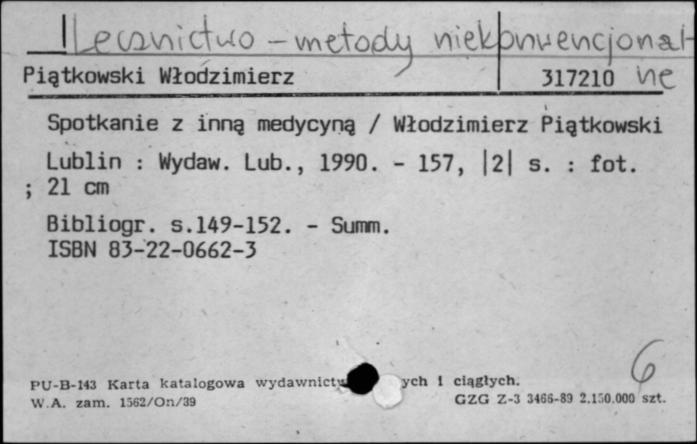 Lecznictwo – metody niekonwencjonal-
Piątkowski Włodzimierz 317210 ne
Spotkanie z inną medycyną / Włodzimierz Piątkowski
Lublin : Wydaw. Lub., 1990. - 157, |2| s. : fot.
; 21 cm
Bibliogr. s.149-152. - Summ.
ISBN 83-22-0662-3
6
PU-B-143 Karta katalogowa wydawnictw ych i ciągłych.
W.A. zam. 1562/On/39 GZG Z-3 3466-89 2.150.000 szt.